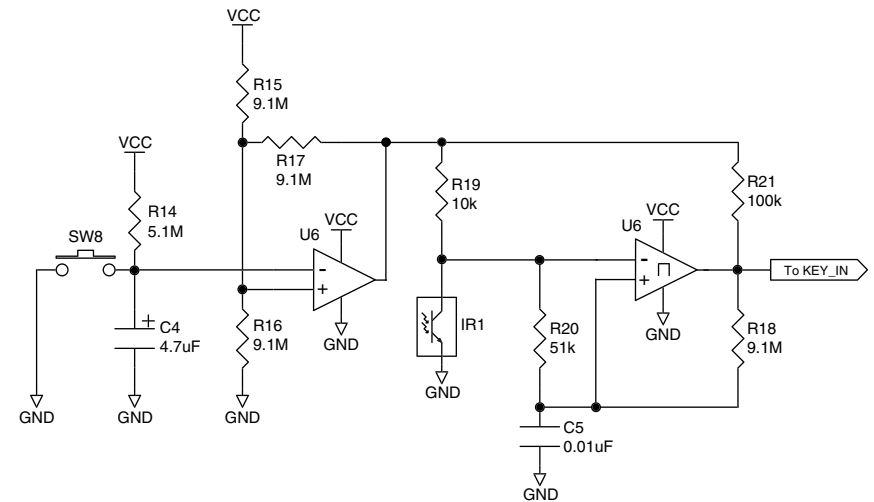 VCC
R15
9.1M
VCC
R17
9.1M
R19
10k
R21
100k
R14
5.1M
VCC
VCC
U6
U6
SW8
-
+
-
+
To KEY_IN
C4
4.7uF
+
R16
9.1M
GND
IR1
R20
51k
GND
R18
9.1M
GND
GND
GND
GND
C5
0.01uF
GND